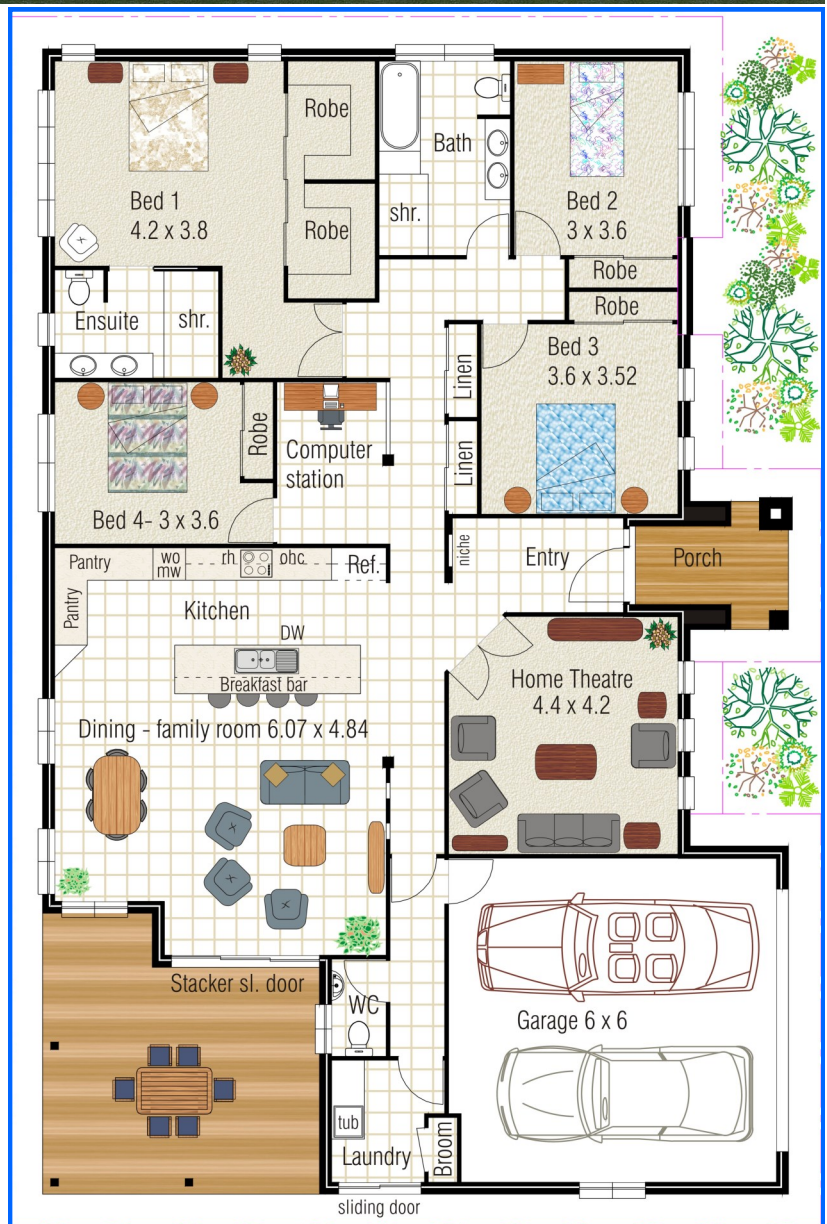 Robe
Bath
Bed 1
4.2 x 3.8
Bed 2
3 x 3.6
shr.
Robe
Robe
Robe
Ensuite
shr.
Bed 3
3.6 x 3.52
Linen
Robe
Computer
station
Linen
Bed 4- 3 x 3.6
niche
Entry
Porch
Pantry
wo
mw
rh
ohc
Ref.
Pantry
Kitchen
DW
Breakfast bar
Home Theatre
4.4 x 4.2
Dining - family room 6.07 x 4.84
Stacker sl. door
WC
Garage 6 x 6
tub
Laundry
Broom
sliding door